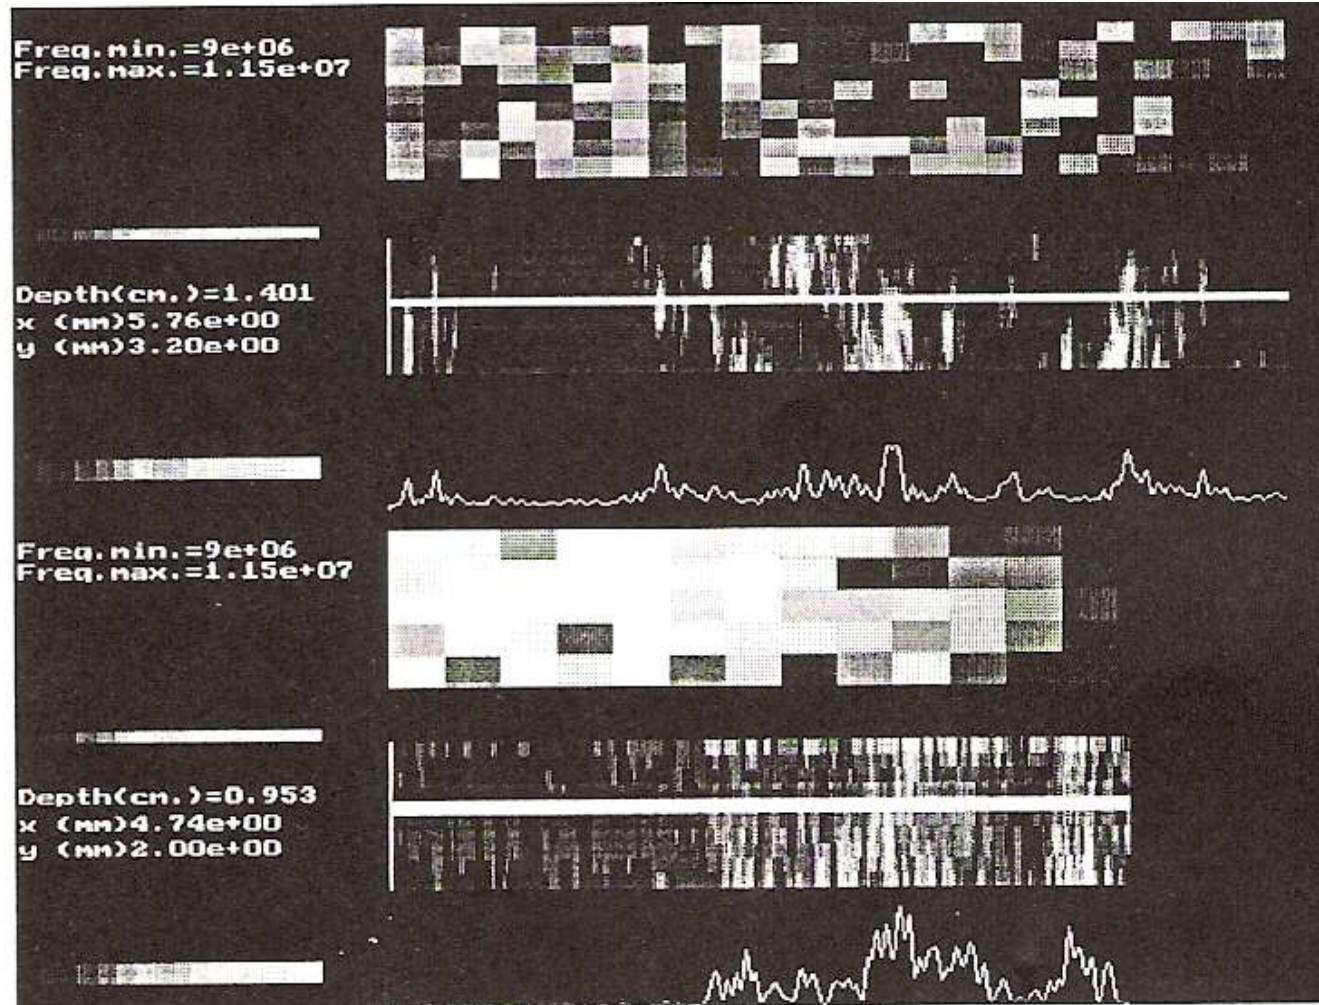 Freq.min.=9e+06
Freq.max.=1.15e+07
Depth(cm.)=1.401
x (mm)5.76e+00
y (mm)3.20e+00
Freq.min.=9e+06
Freq.max.=1.15e+07
Depth(cm.)=0.953
x (mm)4.74e+00
y (mm)2.00e+00